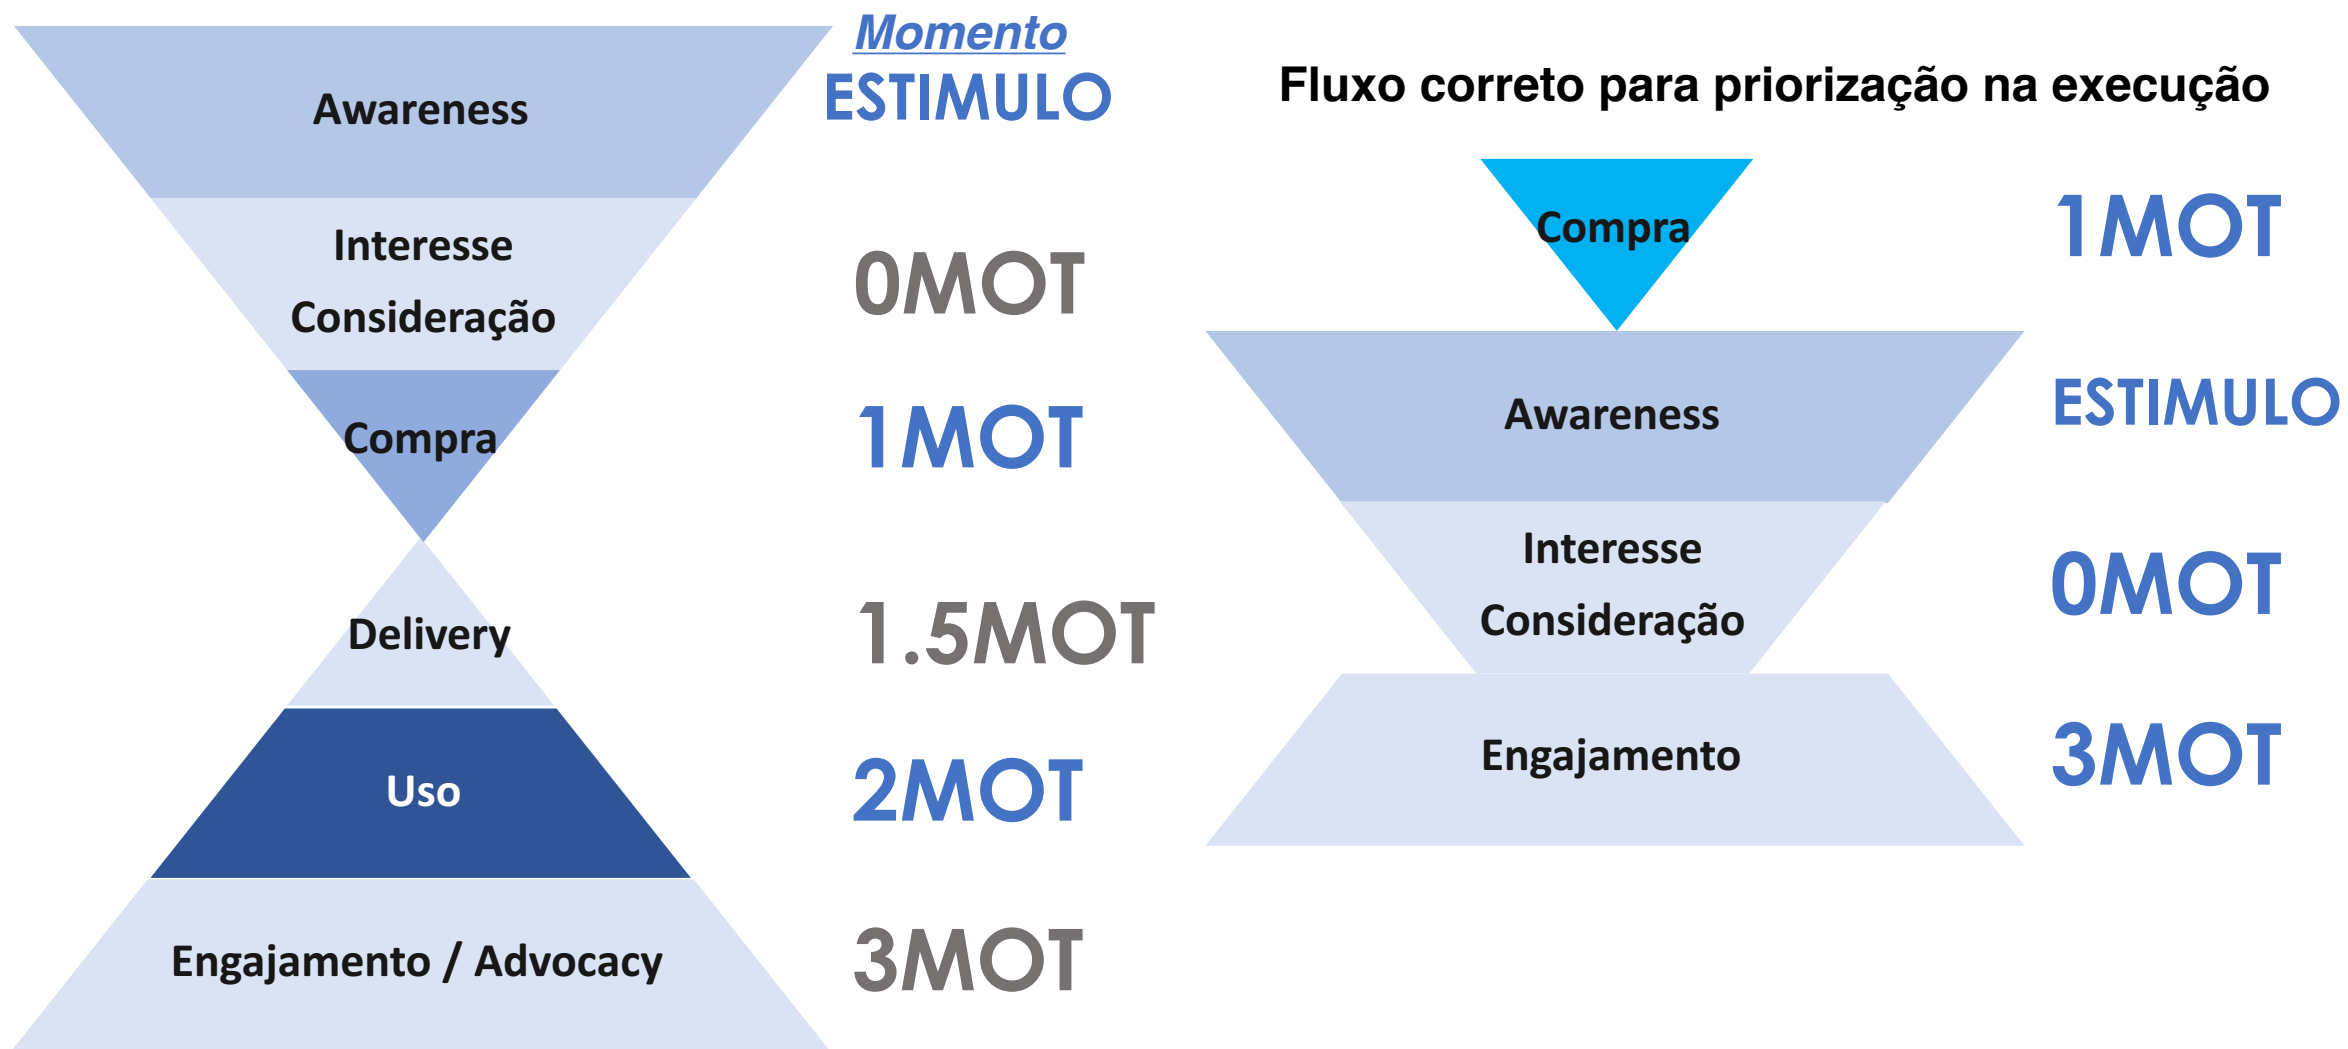 Momento
Awareness
ESTIMULO
Interesse
Consideração
0MOT
Compra
1MOT
Delivery
1.5MOT
Uso
2MOT
Engajamento / Advocacy
3MOT
Fluxo correto para priorização na execução
Compra
1MOT
Awareness
ESTIMULO
Interesse
Consideração
0MOT
Engajamento
3MOT